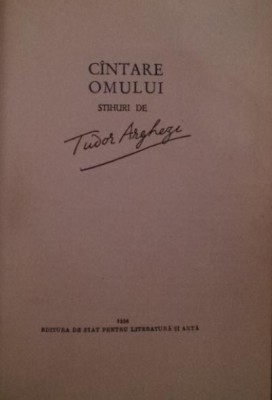 CÎNTARE
OMULUI
STIHURI DE
Tudor Arghezi
EDITURA DE STAT PENTRU LITERATURĂ ȘI ARTĂ